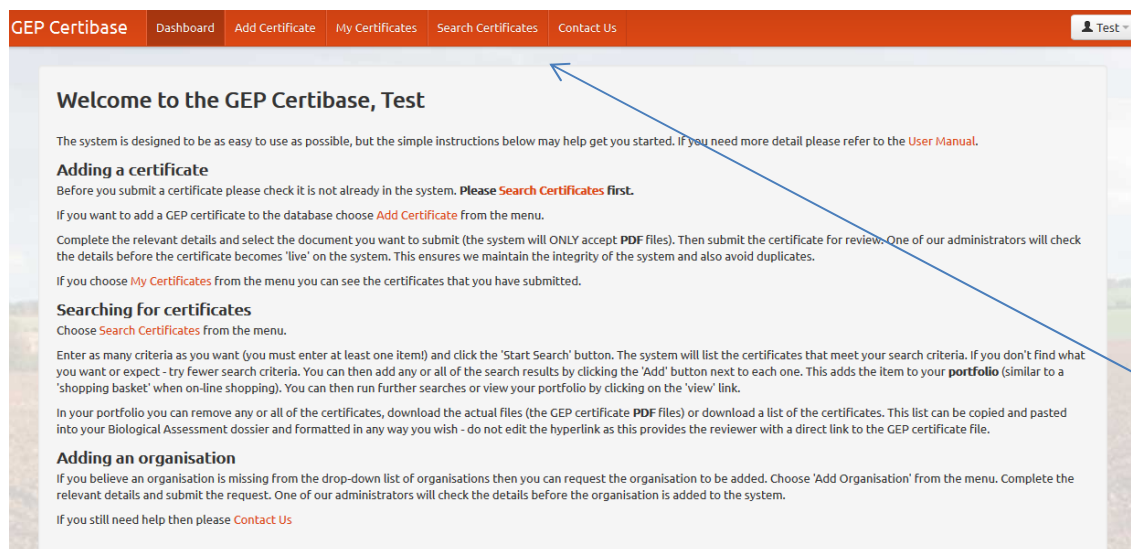 GEP Certibase Dashboard Add Certificate My Certificates Search Certificates Contact Us Test
Welcome to the GEP Certibase, Test
The system is designed to be as easy to use as possible, but the simple instructions below may help get you started. If you need more detail please refer to the User Manual.
Adding a certificate
Before you submit a certificate please check it is not already in the system. Please Search Certificates first.
If you want to add a GEP certificate to the database choose Add Certificate from the menu.
Complete the relevant details and select the document you want to submit (the system will ONLY accept PDF files). Then submit the certificate for review. One of our administrators will check
the details before the certificate becomes 'live' on the system. This ensures we maintain the integrity of the system and also avoid duplicates.
If you choose My Certificates from the menu you can see the certificates that you have submitted.
Searching for certificates
Choose Search Certificates from the menu.
Enter as many criteria as you want (you must enter at least one item!) and click the 'Start Search' button. The system will list the certificates that meet your search criteria. If you don't find what
you want or expect - try fewer search criteria. You can then add any or all of the search results by clicking the 'Add' button next to each one. This adds the item to your portfolio (similar to a
'shopping basket' when on-line shopping). You can then run further searches or view your portfolio by clicking on the 'view' link.
In your portfolio you can remove any or all of the certificates, download the actual files (the GEP certificate PDF files) or download a list of the certificates. This list can be copied and pasted
into your Biological Assessment dossier and formatted in any way you wish - do not edit the hyperlink as this provides the reviewer with a direct link to the GEP certificate file.
Adding an organisation
If you believe an organisation is missing from the drop-down list of organisations then you can request the organisation to be added. Choose 'Add Organisation' from the menu. Complete the
relevant details and submit the request. One of our administrators will check the details before the organisation is added to the system.
If you still need help then please Contact Us